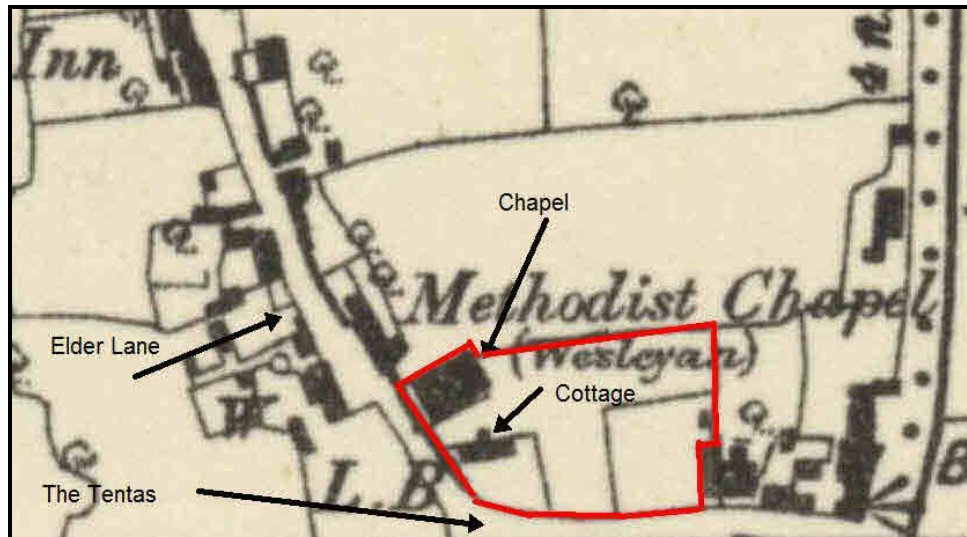 Inn
Chapel
Methodist Chapel
(Wesleyan)
Elder Lane
Cottage
W
L.B
The Tentas
B